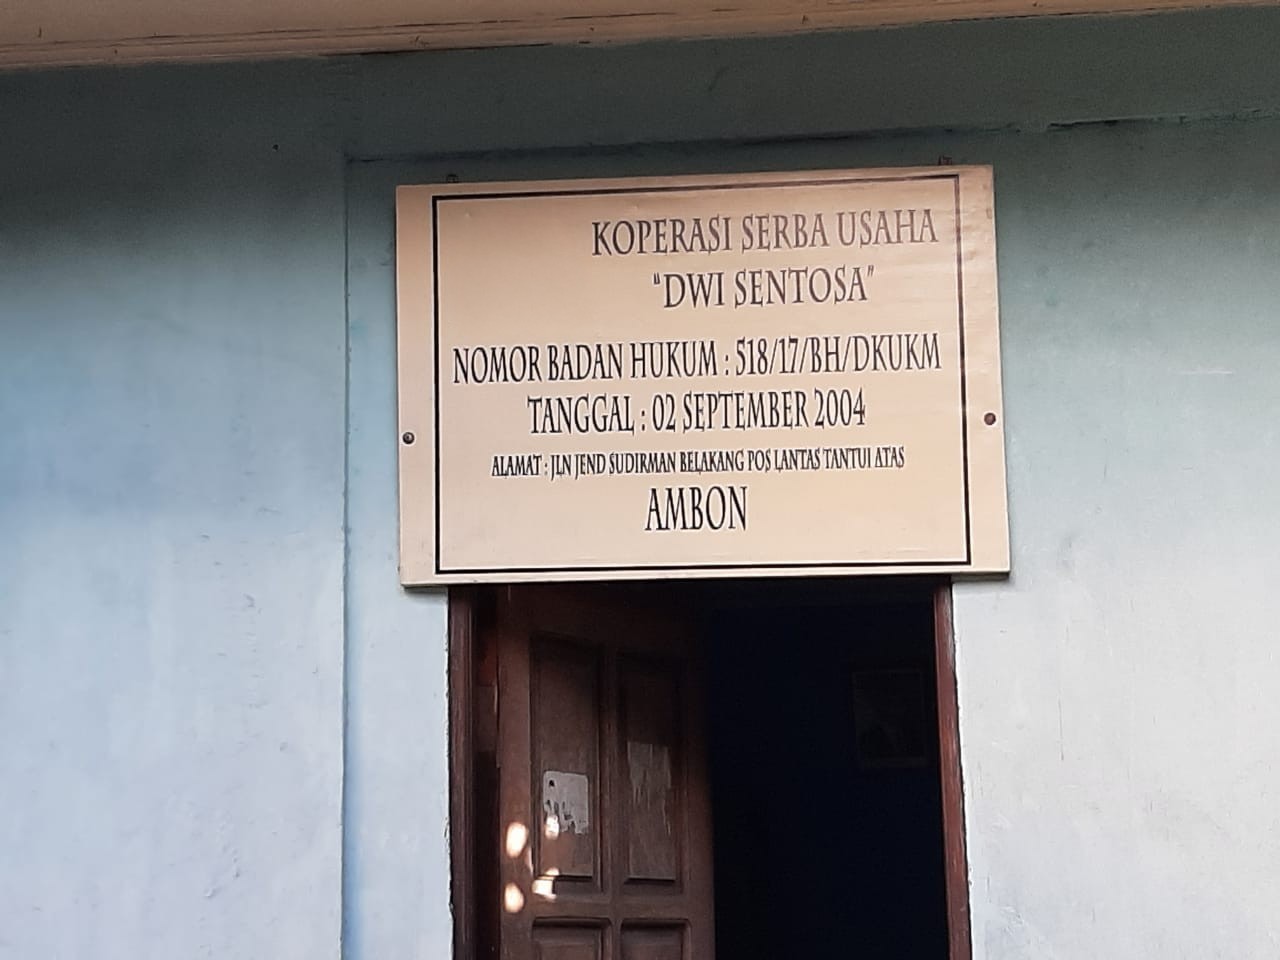 KOPERASI SERBA USAHA
"DWI SENTOSA"
NOMOR BADAN HUKUM : 518/17/BH/DKUKM
TANGGAL : 02 SEPTEMBER 2004
ALAMAT : JLN JEND SUDIRMAN BELAKANG POS LANTAS TANTUI ATAS
AMBON